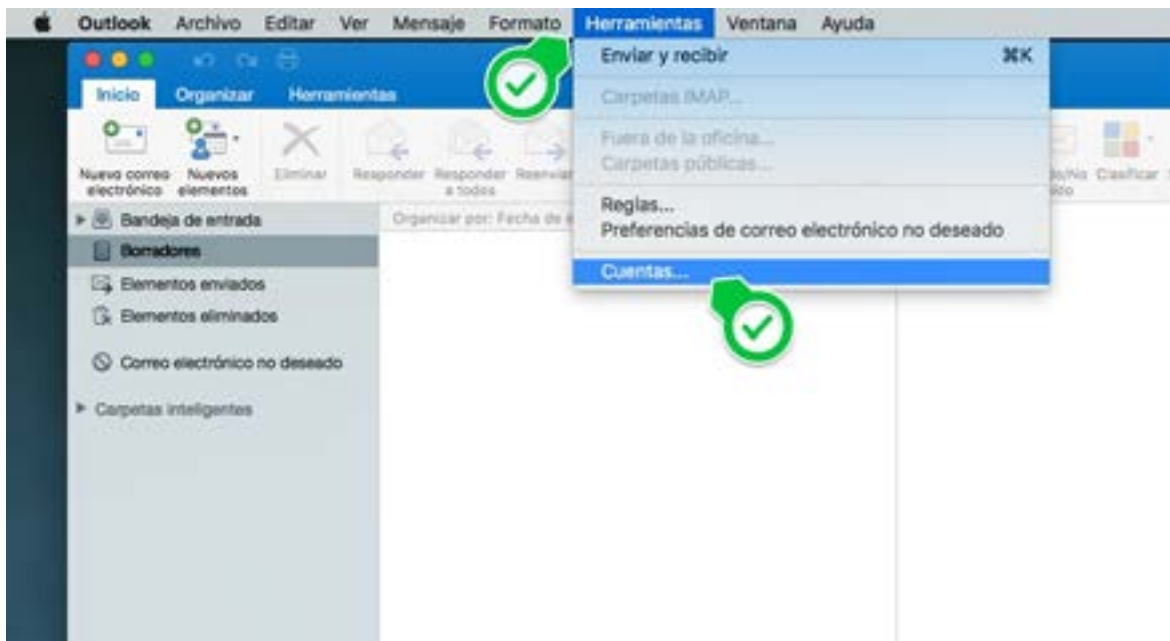 Outlook Archivo Editar Ver Mensaje Formato Herramientas Ventana Ayuda
Enviar y recibir ⌘K
Carpetas IMAP...
Fuera de la oficina...
Carpetas públicas...
Reglas...
Preferencias de correo electrónico no deseado
Cuentas...
Inicio Organizar Herramientas
Nuevo correo electrónico
Nuevos elementos
Eliminar
Responder
Responder a todos
Reenviar
Clasificar
Organizar por: Fecha de
Bandeja de entrada
Borradores
Elementos enviados
Elementos eliminados
Correo electrónico no deseado
Carpetas inteligentes